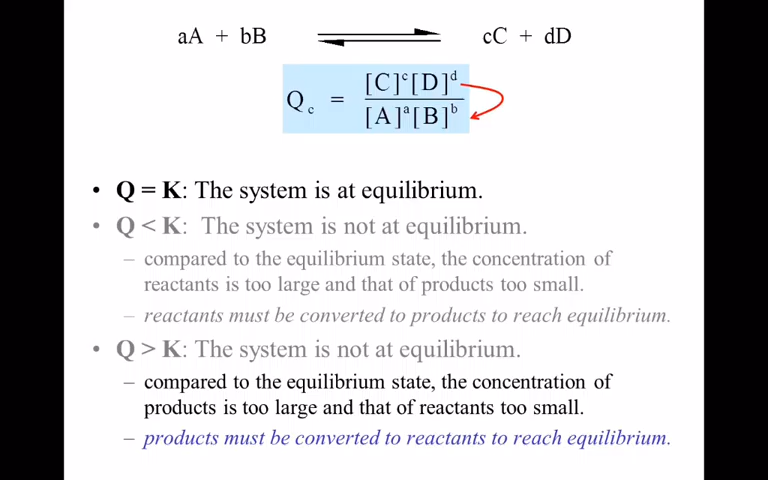 aA + bB ⇌ cC + dD
Q꜀ = [C]ᶜ[D]ᵈ
[A]ᵃ[B]ᵇ
• Q = K: The system is at equilibrium.
• Q < K: The system is not at equilibrium.
– compared to the equilibrium state, the concentration of
reactants is too large and that of products too small.
– reactants must be converted to products to reach equilibrium.
• Q > K: The system is not at equilibrium.
– compared to the equilibrium state, the concentration of
products is too large and that of reactants too small.
– products must be converted to reactants to reach equilibrium.